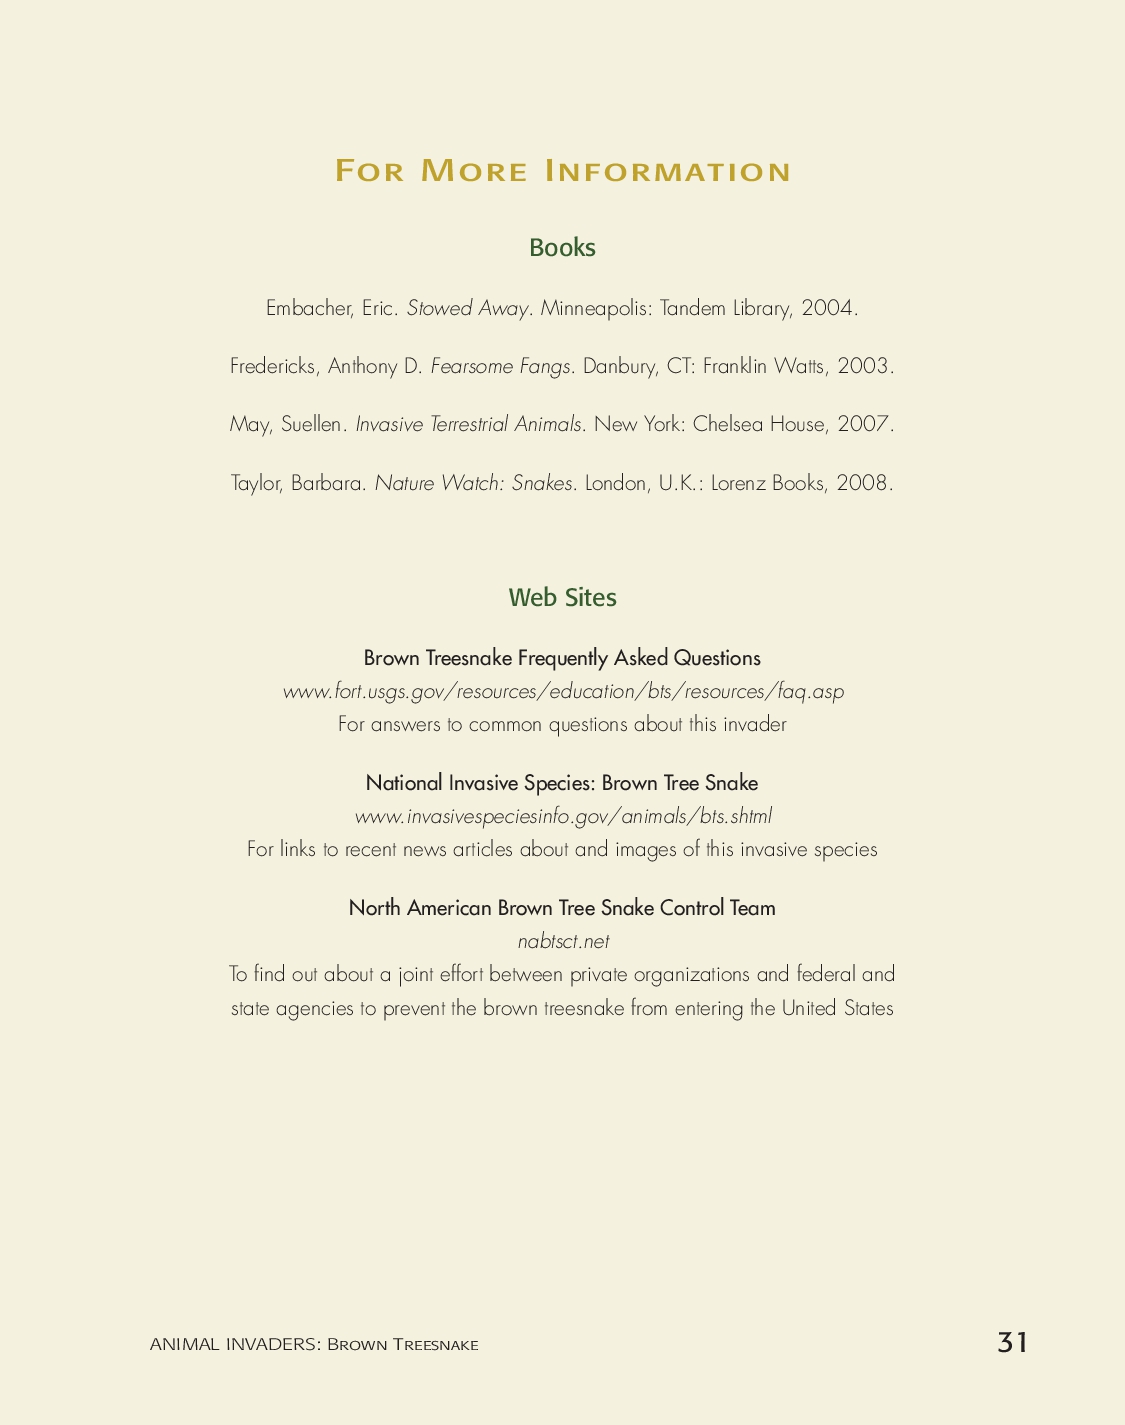 For More Information
Books
Embacher, Eric. Stowed Away. Minneapolis: Tandem Library, 2004.
Fredericks, Anthony D. Fearsome Fangs. Danbury, CT: Franklin Watts, 2003.
May, Suellen. Invasive Terrestrial Animals. New York: Chelsea House, 2007.
Taylor, Barbara. Nature Watch: Snakes. London, U.K.: Lorenz Books, 2008.
Web Sites
Brown Treesnake Frequently Asked Questions
www.fort.usgs.gov/resources/education/bts/resources/faq.asp
For answers to common questions about this invader
National Invasive Species: Brown Tree Snake
www.invasivespeciesinfo.gov/animals/bts.shtml
For links to recent news articles about and images of this invasive species
North American Brown Tree Snake Control Team
nabtsct.net
To find out about a joint effort between private organizations and federal and
state agencies to prevent the brown treesnake from entering the United States
ANIMAL INVADERS: Brown Treesnake
31